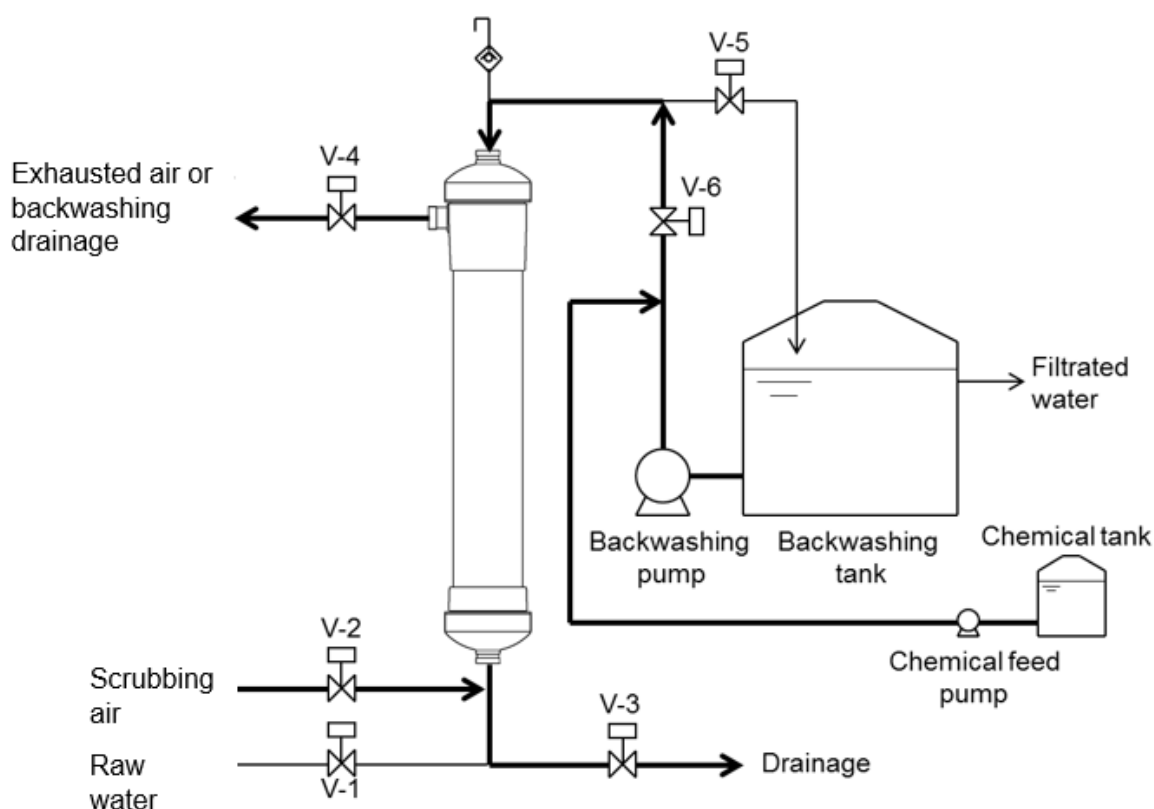 V-5
V-4
Exhausted air or
backwashing
drainage
V-6
Filtrated
water
Backwashing
pump
Backwashing
tank
Chemical tank
Chemical feed
pump
V-2
Scrubbing
air
V-3
Drainage
Raw
water
V-1